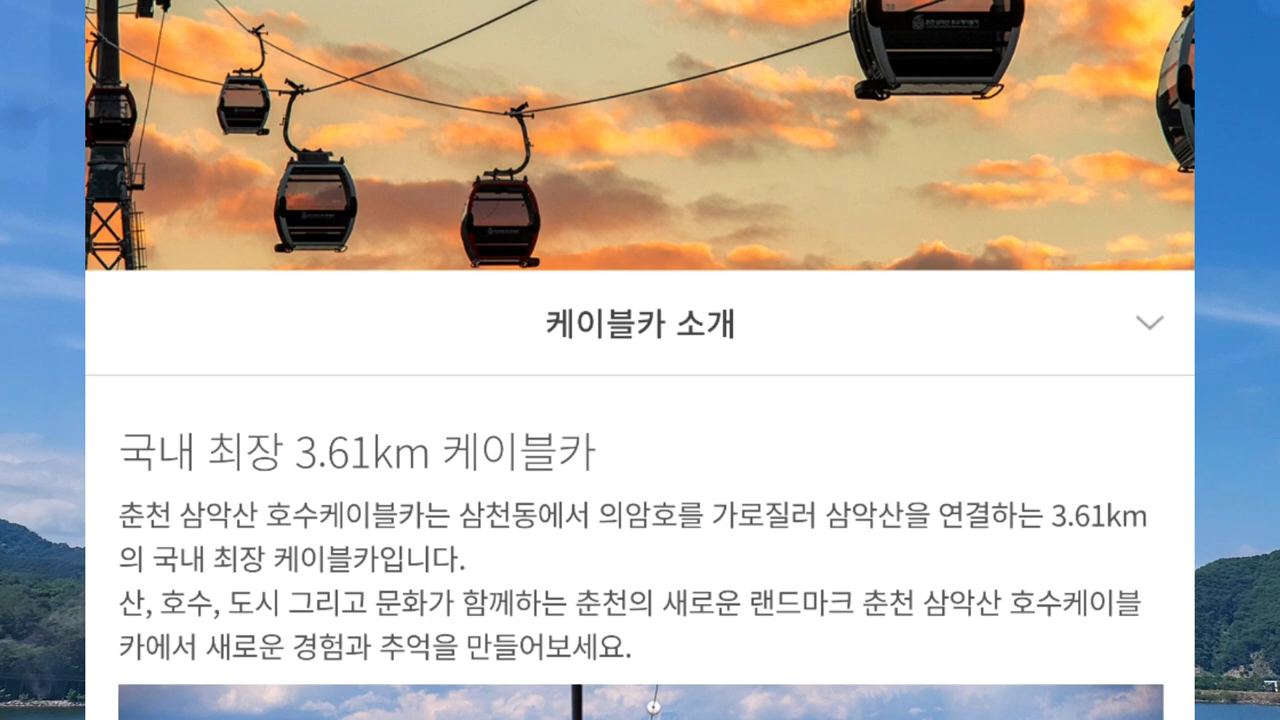 케이블카 소개
국내 최장 3.61km 케이블카
춘천 삼악산 호수케이블카는 삼천동에서 의암호를 가로질러 삼악산을 연결하는 3.61km
의 국내 최장 케이블카입니다.
산, 호수, 도시 그리고 문화가 함께하는 춘천의 새로운 랜드마크 춘천 삼악산 호수케이블
카에서 새로운 경험과 추억을 만들어보세요.